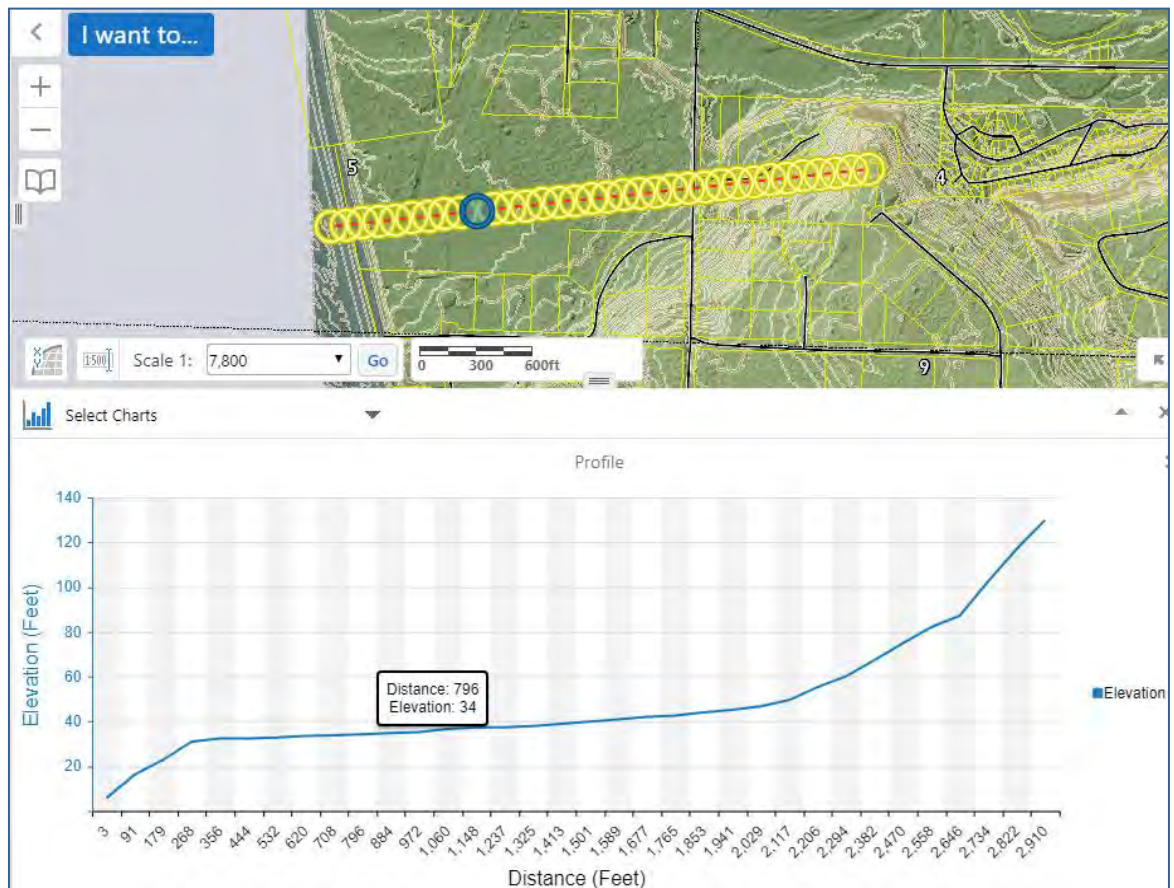 I want to...
5
4
9
X
Y
1:500
Scale 1:
7,800
Go
0 300 600ft
Select Charts
Profile
140
120
100
80
60
40
20
Elevation (Feet)
Distance: 796
Elevation: 34
Elevation
3 91 179 268 356 444 532 620 708 796 884 972 1,060 1,148 1,237 1,325 1,413 1,501 1,589 1,677 1,765 1,853 1,941 2,029 2,117 2,206 2,294 2,382 2,470 2,558 2,646 2,734 2,822 2,910
Distance (Feet)